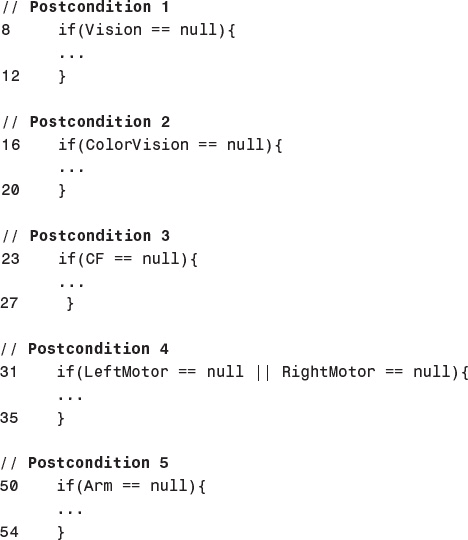 // Postcondition 1
8     if(Vision == null){
      ...
12    }
// Postcondition 2
16    if(ColorVision == null){
      ...
20    }
// Postcondition 3
23    if(CF == null){
      ...
27     }
// Postcondition 4
31    if(LeftMotor == null || RightMotor == null){
      ...
35    }
// Postcondition 5
50    if(Arm == null){
      ...
54    }